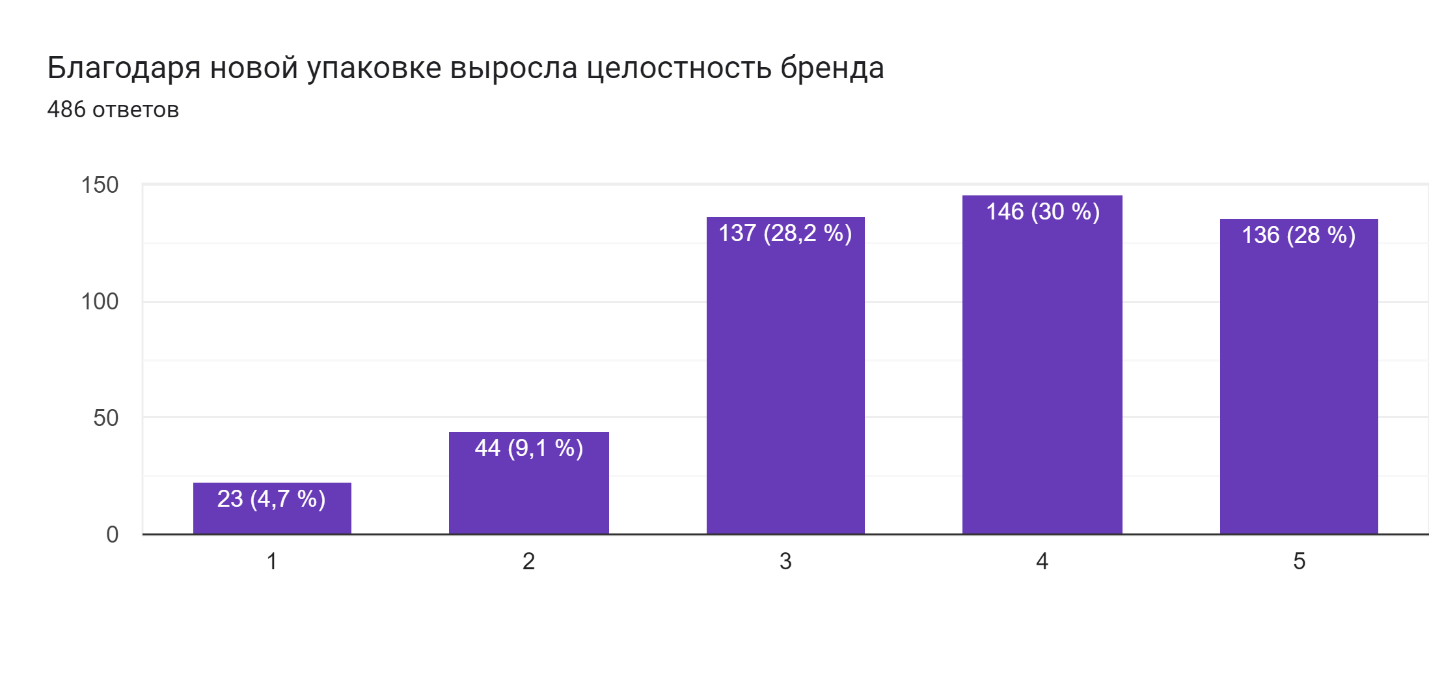 Благодаря новой упаковке выросла целостность бренда
486 ответов
150
100
50
0
23 (4,7 %)
44 (9,1 %)
137 (28,2 %)
146 (30 %)
136 (28 %)
1
2
3
4
5